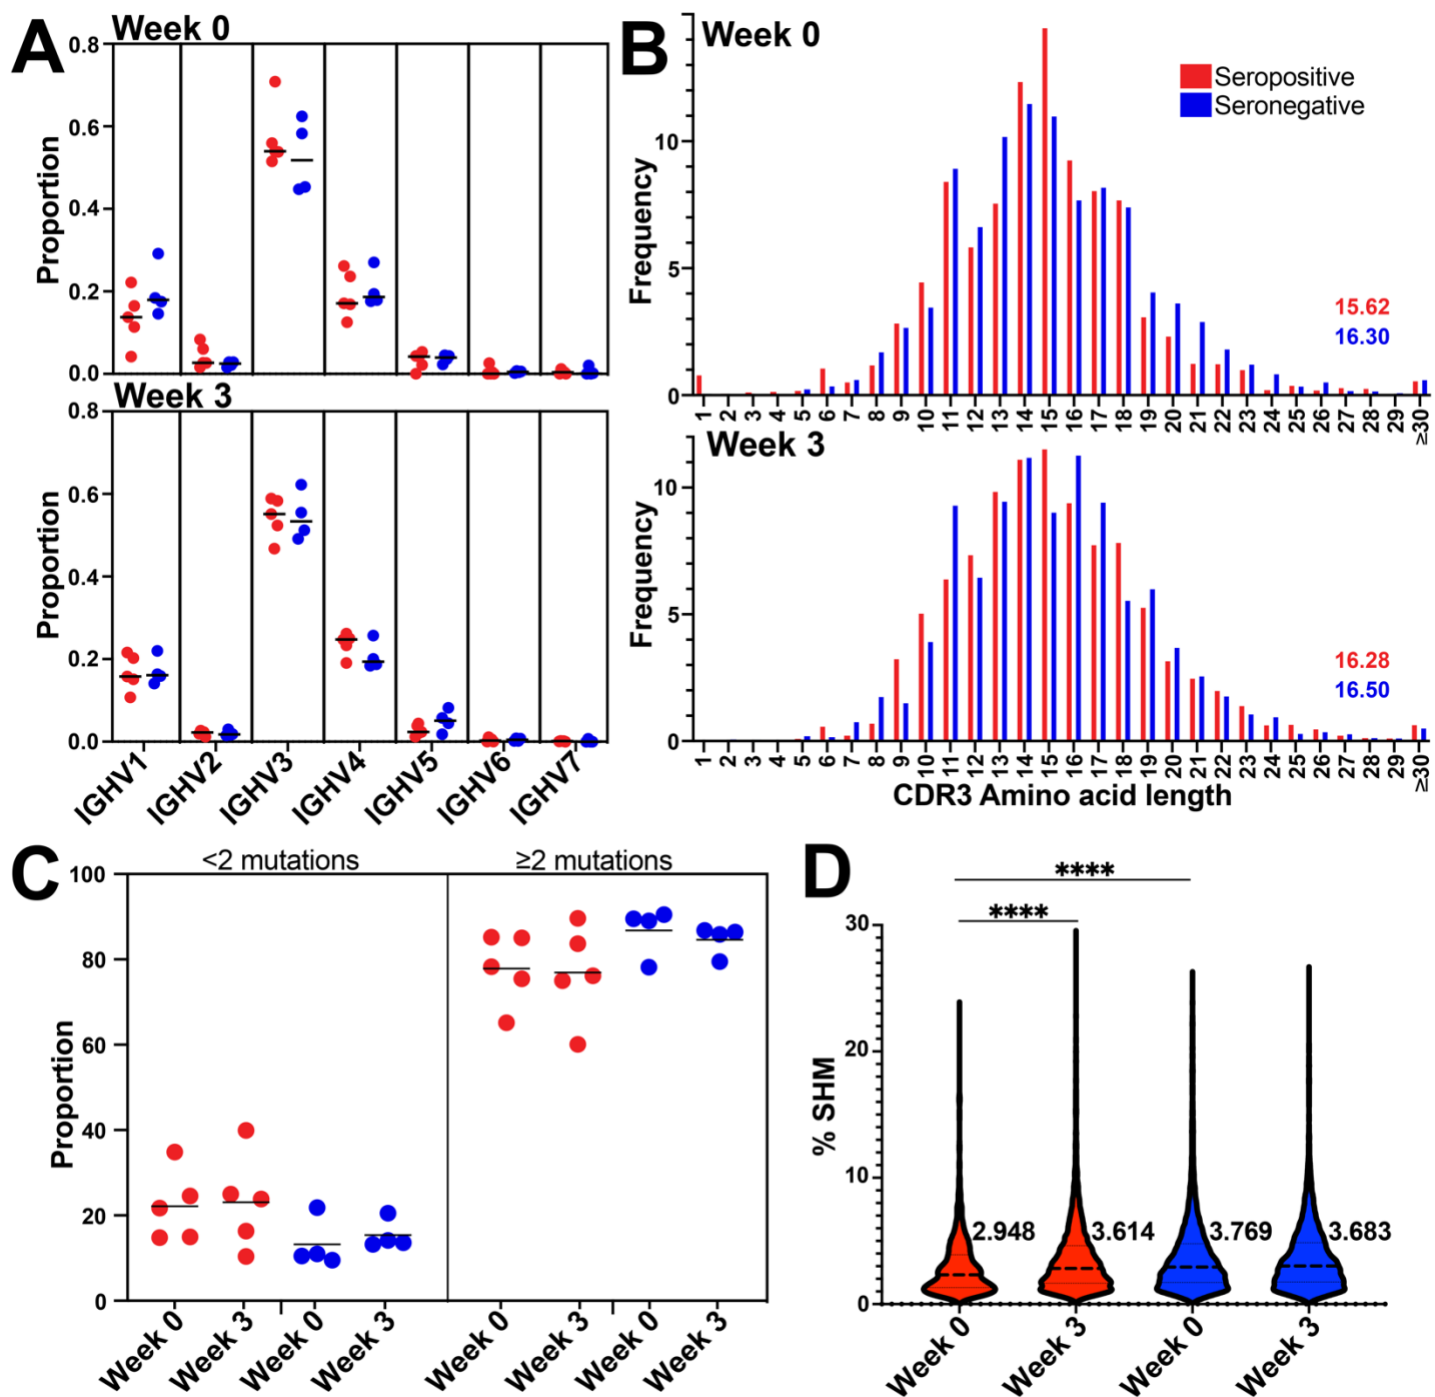 A
Week 0
0.8
0.6
0.4
0.2
0.0
Proportion
Week 3
0.8
0.6
0.4
0.2
0.0
Proportion
IGHV1 IGHV2 IGHV3 IGHV4 IGHV5 IGHV6 IGHV7
B
Week 0
Seropositive
Seronegative
10
5
0
Frequency
15.62
16.30
1 2 3 4 5 6 7 8 9 10 11 12 13 14 15 16 17 18 19 20 21 22 23 24 25 26 27 28 29 ≥30
Week 3
10
5
0
Frequency
16.28
16.50
1 2 3 4 5 6 7 8 9 10 11 12 13 14 15 16 17 18 19 20 21 22 23 24 25 26 27 28 29 ≥30
CDR3 Amino acid length
C
<2 mutations
≥2 mutations
100
80
60
40
20
0
Proportion
Week 0 Week 3 Week 0 Week 3 Week 0 Week 3 Week 0 Week 3
D
****
****
30
20
10
0
% SHM
2.948 3.614 3.769 3.683
Week 0 Week 3 Week 0 Week 3